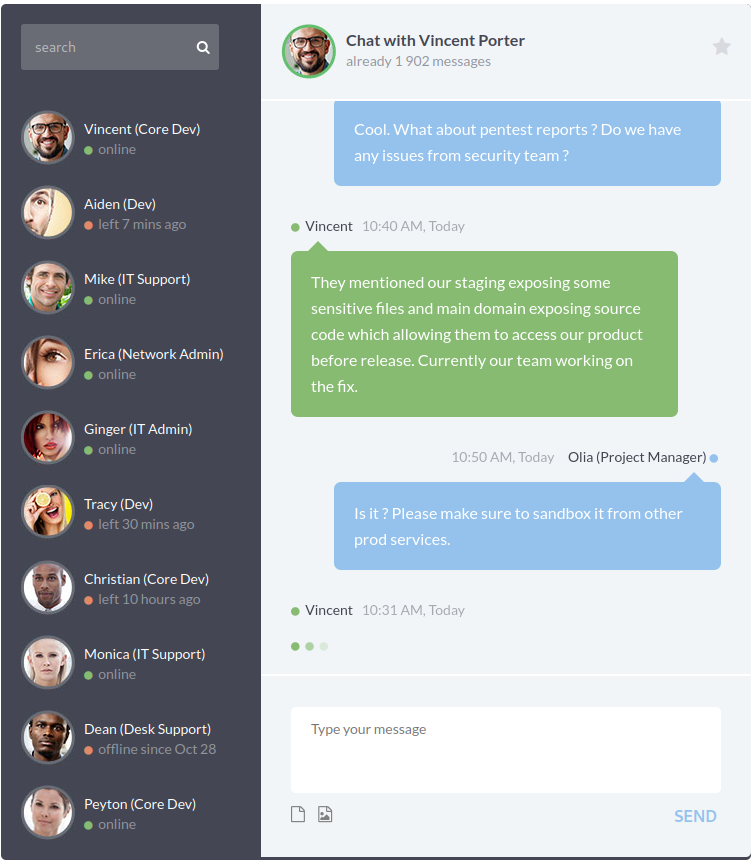 search
Vincent (Core Dev)
online
Aiden (Dev)
left 7 mins ago
Mike (IT Support)
online
Erica (Network Admin)
online
Ginger (IT Admin)
online
Tracy (Dev)
left 30 mins ago
Christian (Core Dev)
left 10 hours ago
Monica (IT Support)
online
Dean (Desk Support)
offline since Oct 28
Peyton (Core Dev)
online
Chat with Vincent Porter
already 1 902 messages
Cool. What about pentest reports ? Do we have
any issues from security team ?
Vincent 10:40 AM, Today
They mentioned our staging exposing some
sensitive files and main domain exposing source
code which allowing them to access our product
before release. Currently our team working on
the fix.
10:50 AM, Today Olia (Project Manager)
Is it ? Please make sure to sandbox it from other
prod services.
Vincent 10:31 AM, Today
Type your message
SEND